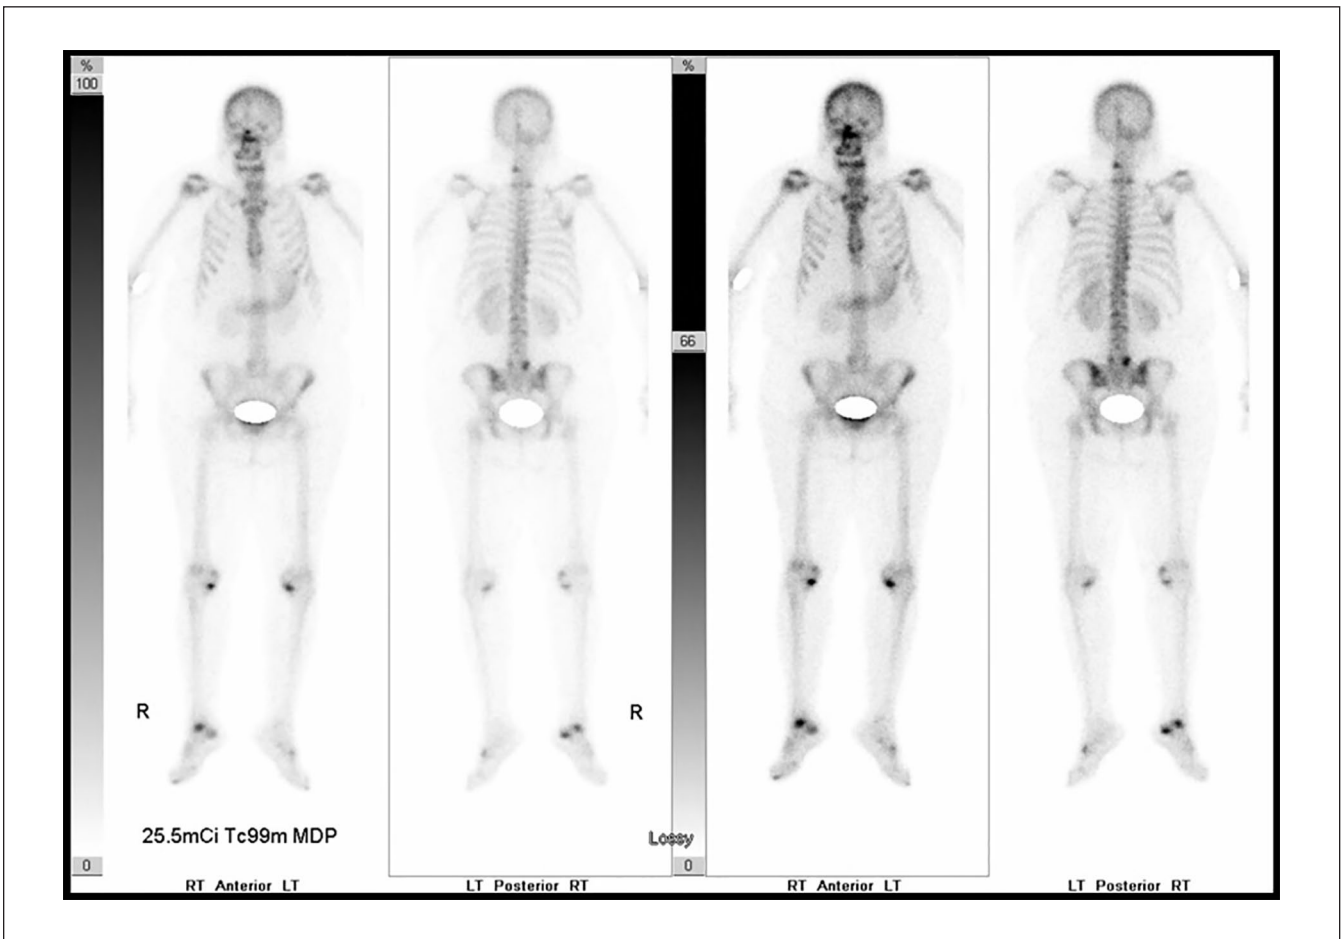 %
100
%
66
R
R
25.5mCi Tc99m MDP
Lossy
0
0
RT Anterior LT
LT Posterior RT
RT Anterior LT
LT Posterior RT